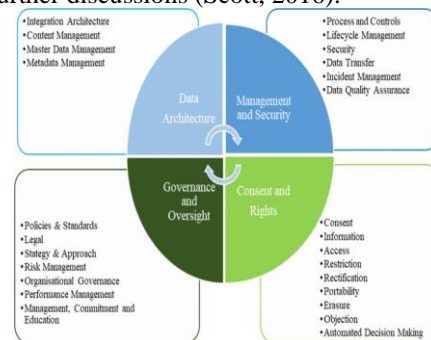 further discussions (Scott, 2018).
•Integration Architecture
•Content Management
•Master Data Management
•Metadata Management
•Process and Controls
•Lifecycle Management
•Security
•Data Transfer
•Incident Management
•Data Quality Assurance
Data
Architecture
Management
and Security
Governance
and
Oversight
Consent and
Rights
•Policies & Standards
•Legal
•Stategy & Approach
•Risk Management
•Organisational Governance
•Performance Management
•Management, Commitment and
Education
•Consent
•Information
•Access
•Restriction
•Rectification
•Portability
•Erasure
•Objection
•Automated Decision Making